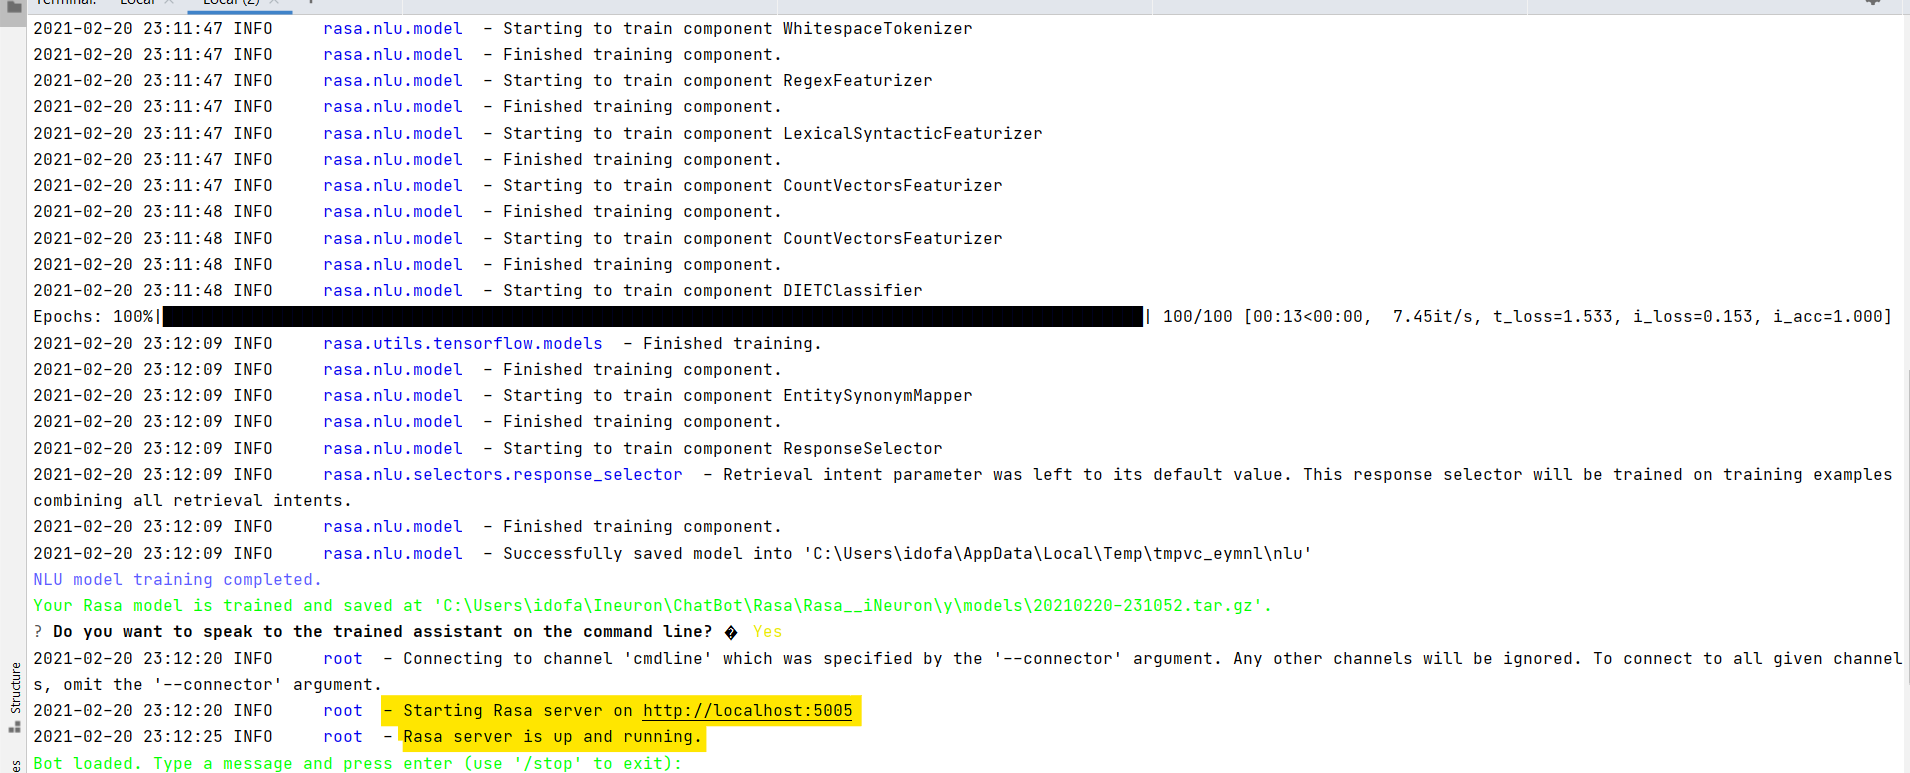 Terminal: Local × Local (2) × +
2021-02-20 23:11:47 INFO     rasa.nlu.model  - Starting to train component WhitespaceTokenizer
2021-02-20 23:11:47 INFO     rasa.nlu.model  - Finished training component.
2021-02-20 23:11:47 INFO     rasa.nlu.model  - Starting to train component RegexFeaturizer
2021-02-20 23:11:47 INFO     rasa.nlu.model  - Finished training component.
2021-02-20 23:11:47 INFO     rasa.nlu.model  - Starting to train component LexicalSyntacticFeaturizer
2021-02-20 23:11:47 INFO     rasa.nlu.model  - Finished training component.
2021-02-20 23:11:47 INFO     rasa.nlu.model  - Starting to train component CountVectorsFeaturizer
2021-02-20 23:11:48 INFO     rasa.nlu.model  - Finished training component.
2021-02-20 23:11:48 INFO     rasa.nlu.model  - Starting to train component CountVectorsFeaturizer
2021-02-20 23:11:48 INFO     rasa.nlu.model  - Finished training component.
2021-02-20 23:11:48 INFO     rasa.nlu.model  - Starting to train component DIETClassifier
Epochs: 100%|██████████| 100/100 [00:13<00:00,  7.45it/s, t_loss=1.533, i_loss=0.153, i_acc=1.000]
2021-02-20 23:12:09 INFO     rasa.utils.tensorflow.models  - Finished training.
2021-02-20 23:12:09 INFO     rasa.nlu.model  - Finished training component.
2021-02-20 23:12:09 INFO     rasa.nlu.model  - Starting to train component EntitySynonymMapper
2021-02-20 23:12:09 INFO     rasa.nlu.model  - Finished training component.
2021-02-20 23:12:09 INFO     rasa.nlu.model  - Starting to train component ResponseSelector
2021-02-20 23:12:09 INFO     rasa.nlu.selectors.response_selector  - Retrieval intent parameter was left to its default value. This response selector will be trained on training examples
combining all retrieval intents.
2021-02-20 23:12:09 INFO     rasa.nlu.model  - Finished training component.
2021-02-20 23:12:09 INFO     rasa.nlu.model  - Successfully saved model into 'C:\Users\idofa\AppData\Local\Temp\tmpvc_eymnl\nlu'
NLU model training completed.
Your Rasa model is trained and saved at 'C:\Users\idofa\Ineuron\ChatBot\Rasa\Rasa__iNeuron\y\models\20210220-231052.tar.gz'.
? Do you want to speak to the trained assistant on the command line? � Yes
2021-02-20 23:12:20 INFO     root  - Connecting to channel 'cmdline' which was specified by the '--connector' argument. Any other channels will be ignored. To connect to all given channel
s, omit the '--connector' argument.
2021-02-20 23:12:20 INFO     root  - Starting Rasa server on http://localhost:5005
2021-02-20 23:12:25 INFO     root  - Rasa server is up and running.
Bot loaded. Type a message and press enter (use '/stop' to exit):
Structure